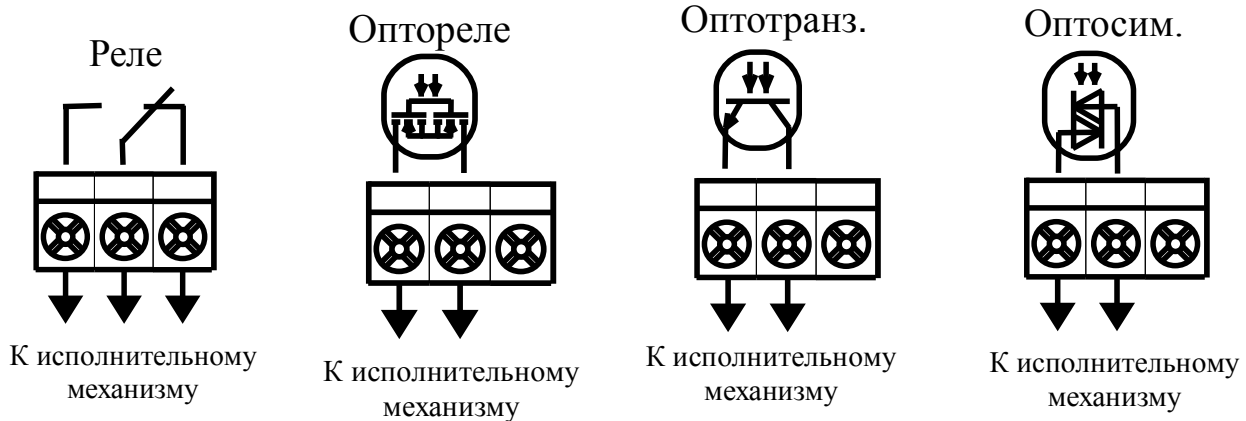 Реле
Оптореле
Оптотранз.
Оптосим.
К исполнительному
механизму
К исполнительному
механизму
К исполнительному
механизму
К исполнительному
механизму